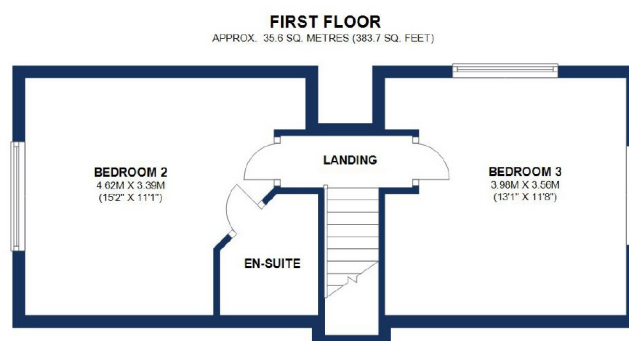 FIRST FLOOR
APPROX. 35.6 SQ. METRES (383.7 SQ. FEET)
BEDROOM 2
4.62M X 3.39M
(15'2" X 11'1")
LANDING
BEDROOM 3
3.98M X 3.56M
(13'1" X 11'8")
EN-SUITE